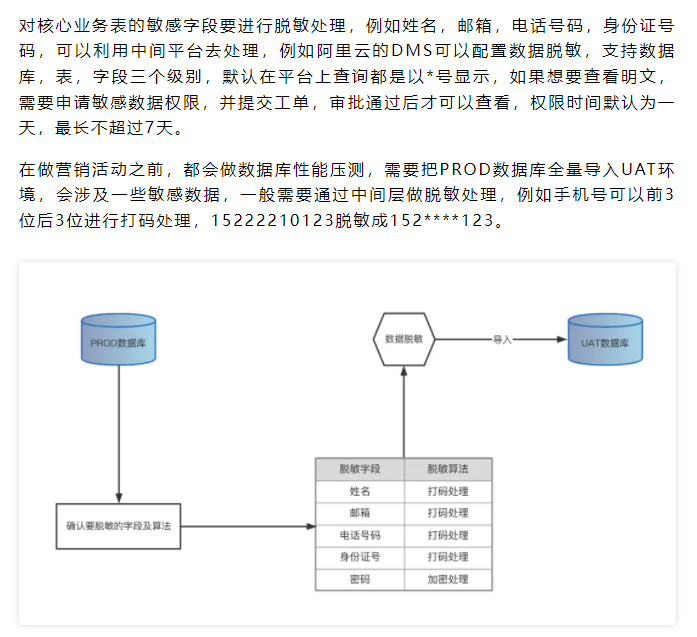 对核心业务表的敏感字段要进行脱敏处理，例如姓名，邮箱，电话号码，身份证号
码，可以利用中间平台去处理，例如阿里云的DMS可以配置数据脱敏，支持数据
库，表，字段三个级别，默认在平台上查询都是以*号显示，如果想要查看明文，
需要申请敏感数据权限，并提交工单，审批通过后才可以查看，权限时间默认为一
天，最长不超过7天。
在做营销活动之前，都会做数据库性能压测，需要把PROD数据库全量导入UAT环
境，会涉及一些敏感数据，一般需要通过中间层做脱敏处理，例如手机号可以前3
位后3位进行打码处理，15222210123脱敏成152****123。
PROD数据库
数据脱敏
导入
UAT数据库
确认要脱敏的字段及算法
脱敏字段 脱敏算法
姓名 打码处理
邮箱 打码处理
电话号码 打码处理
身份证号 打码处理
密码 加密处理